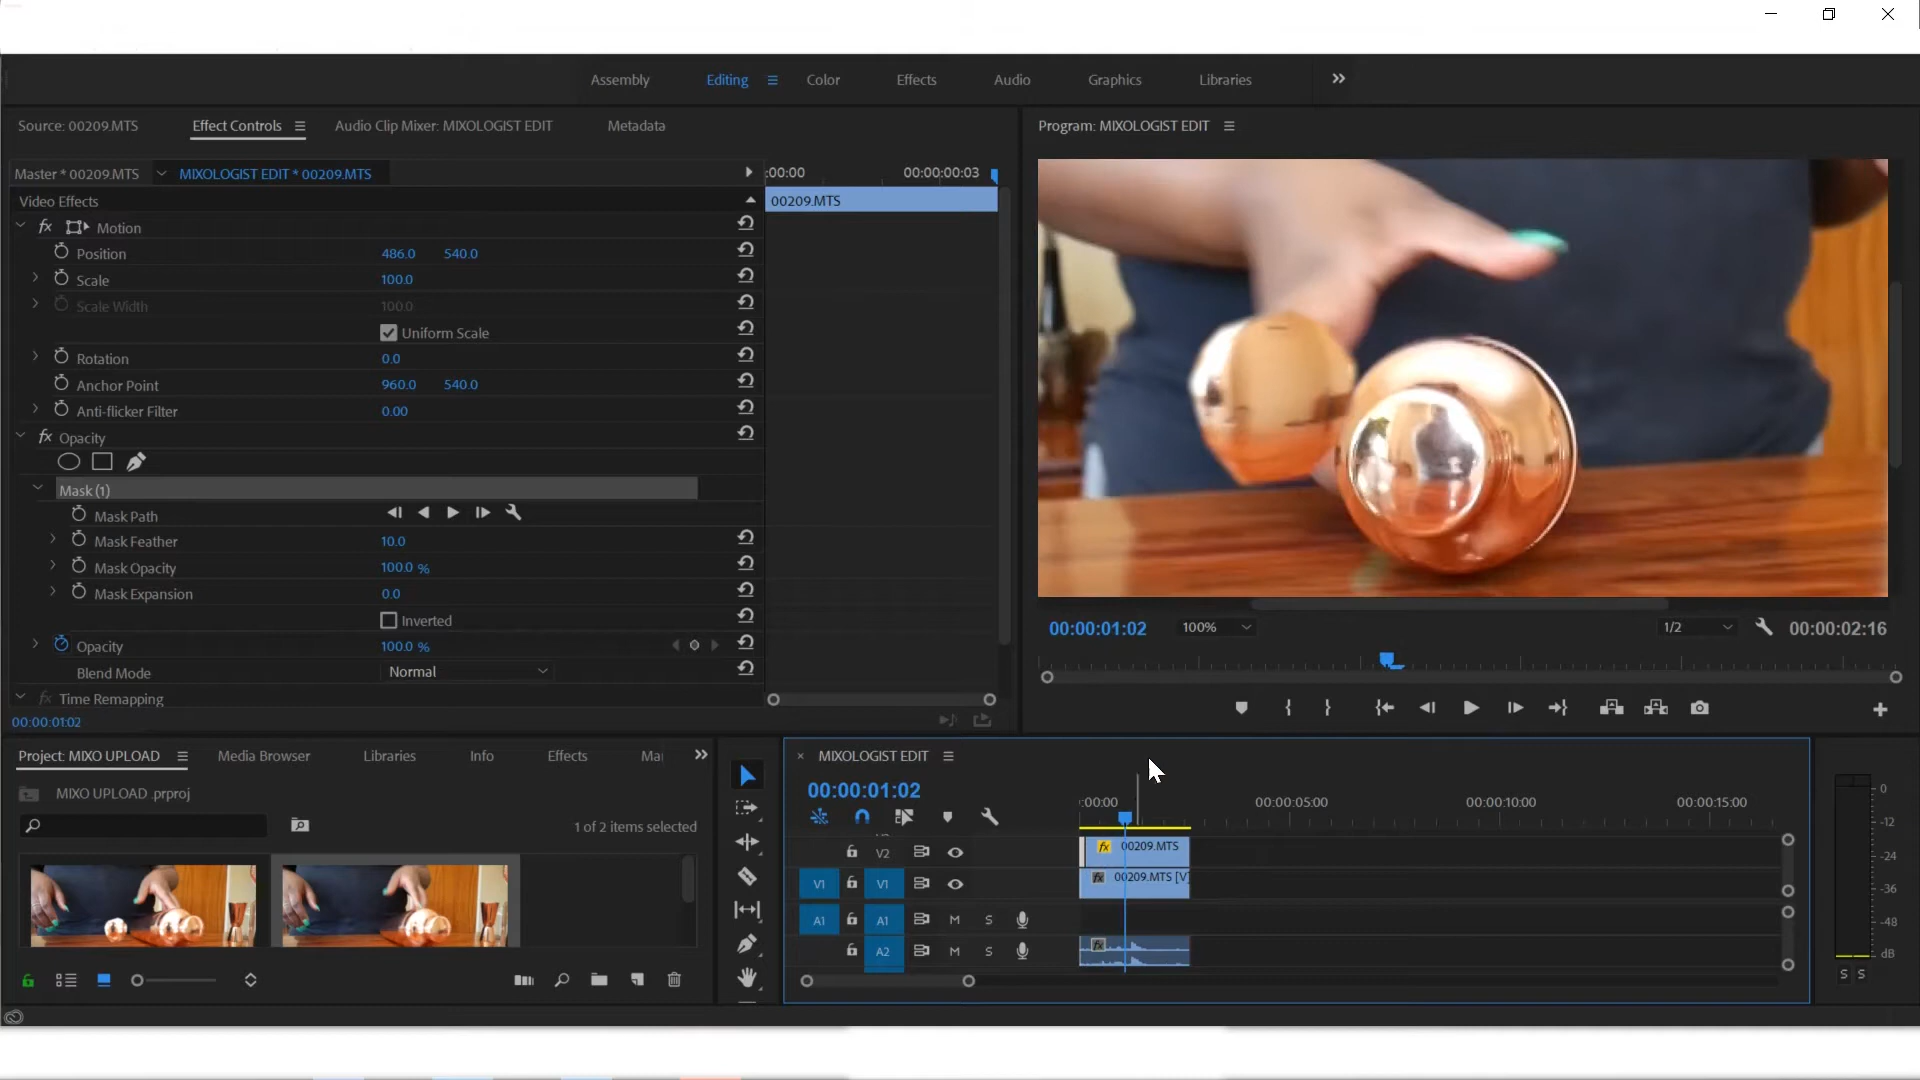 Assembly Editing Color Effects Audio Graphics Libraries
Source: 00209.MTS Effect Controls Audio Clip Mixer: MIXOLOGIST EDIT Metadata
Program: MIXOLOGIST EDIT
Master * 00209.MTS MIXOLOGIST EDIT * 00209.MTS
:00:00 00:00:00:03
Video Effects
00209.MTS
fx Motion
Position 486.0 540.0
Scale 100.0
Scale Width 100.0
Uniform Scale
Rotation 0.0
Anchor Point 960.0 540.0
Anti-flicker Filter 0.00
fx Opacity
Mask (1)
Mask Path
Mask Feather 10.0
Mask Opacity 100.0 %
Mask Expansion 0.0
Inverted
Opacity 100.0 %
Blend Mode Normal
fx Time Remapping
00:00:01:02
00:00:01:02 100% 1/2 00:00:02:16
Project: MIXO UPLOAD Media Browser Libraries Info Effects Ma
MIXO UPLOAD .prproj
1 of 2 items selected
MIXOLOGIST EDIT
00:00:01:02
:00:00 00:00:05:00 00:00:10:00 00:00:15:00
V2
fx 00209.MTS
V1 V1
fx 00209.MTS [V]
A1 A1 M S
A2 M S
fx
0
-12
-24
-36
-48
dB
S S